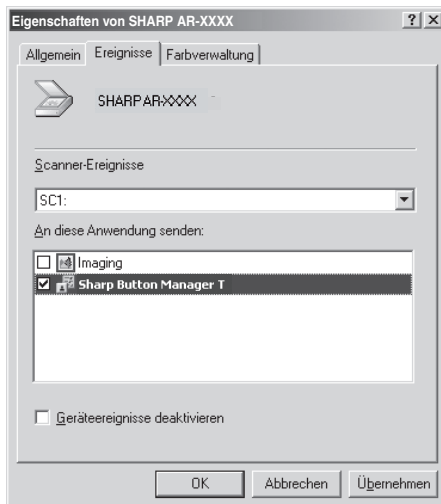 Eigenschaften von SHARP AR-XXXX
Allgemein Ereignisse Farbverwaltung
SHARP AR-XXXX
Scanner-Ereignisse
SC1:
An diese Anwendung senden:
Imaging
Sharp Button Manager T
Geräteereignisse deaktivieren
OK Abbrechen Übernehmen